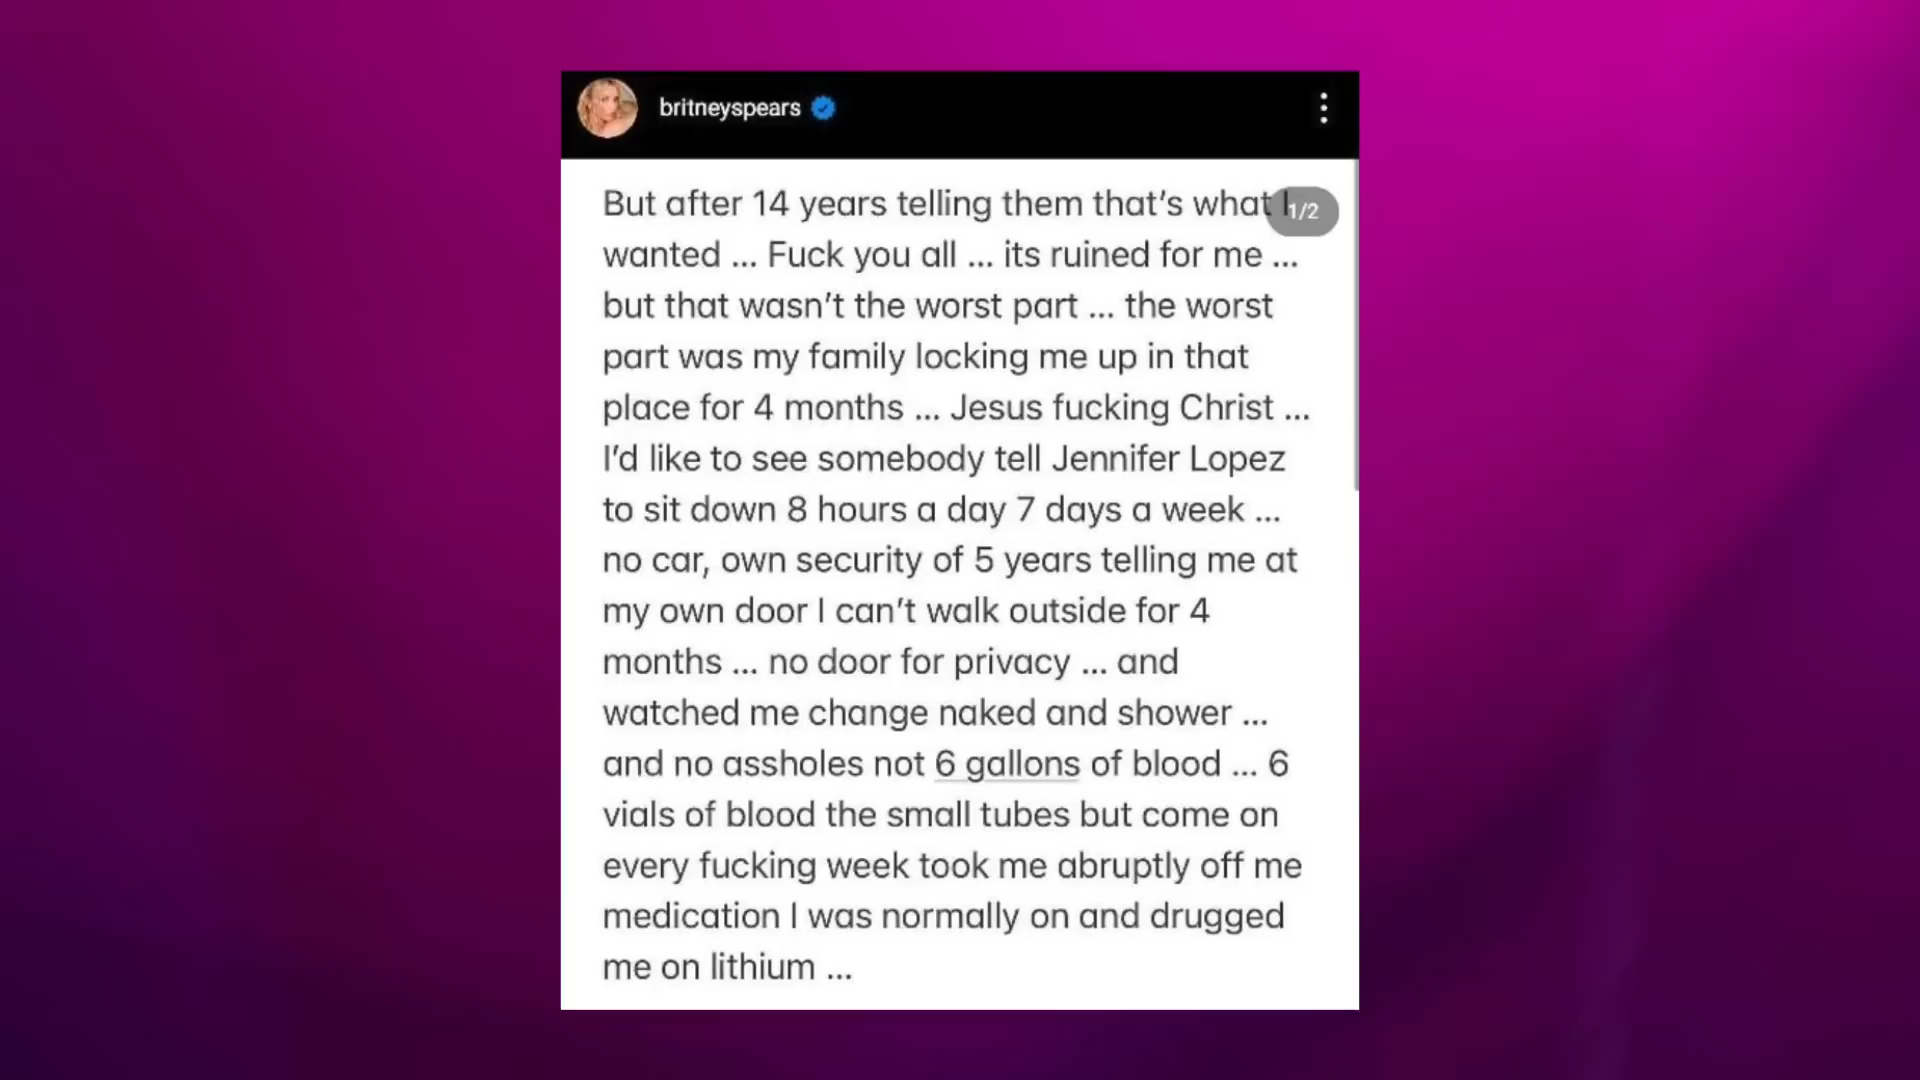 britneyspears
1/2
But after 14 years telling them that's what I
wanted ... Fuck you all ... its ruined for me ...
but that wasn't the worst part ... the worst
part was my family locking me up in that
place for 4 months ... Jesus fucking Christ ...
I'd like to see somebody tell Jennifer Lopez
to sit down 8 hours a day 7 days a week ...
no car, own security of 5 years telling me at
my own door I can't walk outside for 4
months ... no door for privacy ... and
watched me change naked and shower ...
and no assholes not 6 gallons of blood ... 6
vials of blood the small tubes but come on
every fucking week took me abruptly off me
medication I was normally on and drugged
me on lithium ...